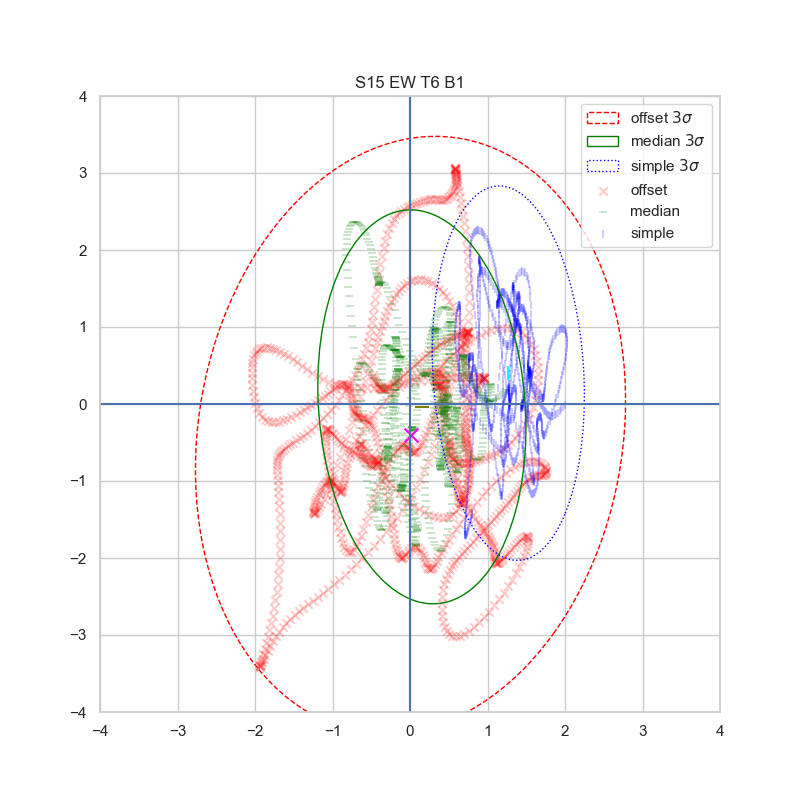 S15 EW T6 B1
4
3
2
1
0
−1
−2
−3
−4
−4
−3
−2
−1
0
1
2
3
4
offset 3σ
median 3σ
simple 3σ
offset
median
simple